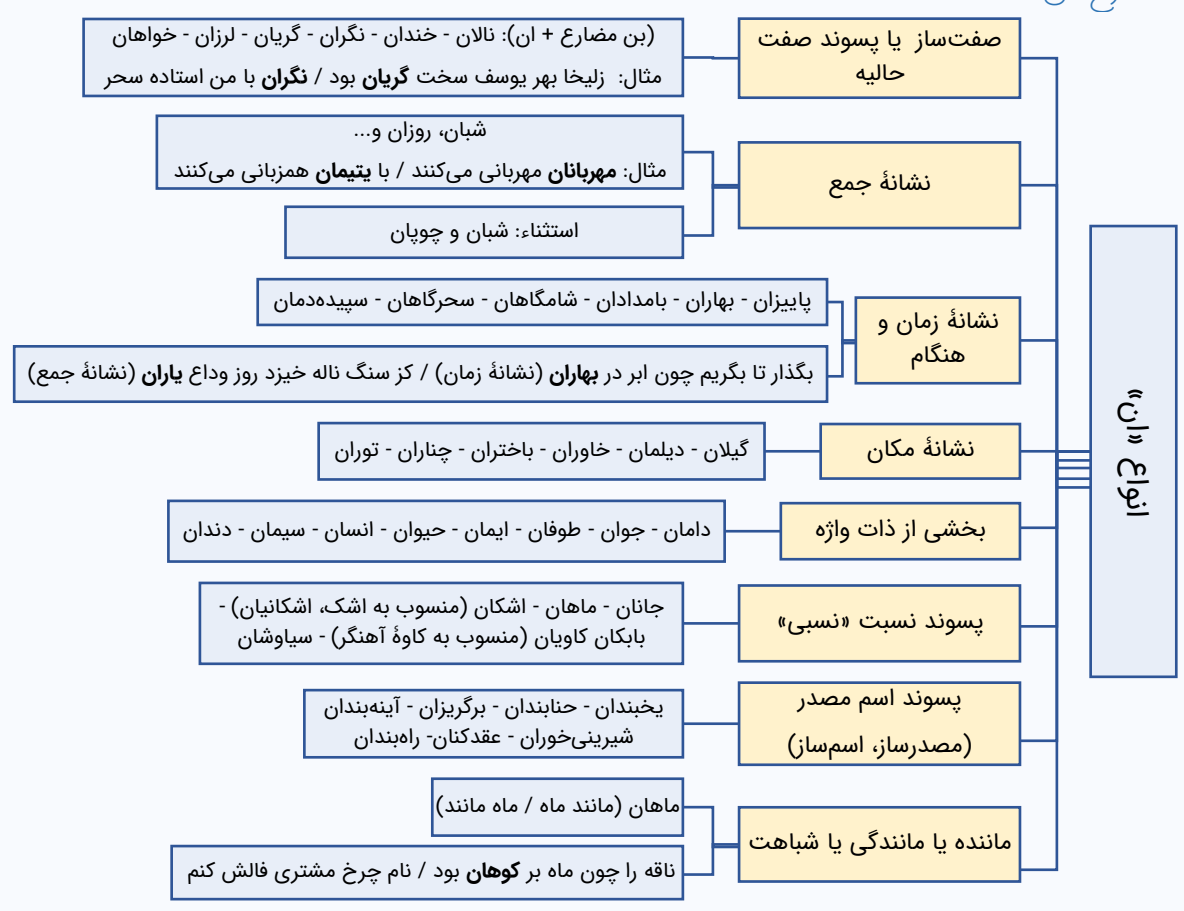 انواع «ان»
صفت‌ساز یا پسوند صفت
حالیه
(بن مضارع + ان): نالان - خندان - نگران - گریان - لرزان - خواهان
مثال: زلیخا بهر یوسف سخت گریان بود / نگران با من استاده سحر
نشانهٔ جمع
شبان، روزان و...
مثال: مهربانان مهربانی می‌کنند / با یتیمان همزبانی می‌کنند
استثناء: شبان و چوپان
نشانهٔ زمان و
هنگام
پاییزان - بهاران - بامدادان - شامگاهان - سحرگاهان - سپیده‌دمان
بگذار تا بگریم چون ابر در بهاران (نشانهٔ زمان) / کز سنگ ناله خیزد روز وداع یاران (نشانهٔ جمع)
نشانهٔ مکان
گیلان - دیلمان - خاوران - باختران - چناران - توران
بخشی از ذات واژه
دامان - جوان - طوفان - ایمان - حیوان - انسان - سیمان - دندان
پسوند نسبت «نسبی»
جانان - ماهان - اشکان (منسوب به اشک، اشکانیان) -
بابکان کاویان (منسوب به کاوهٔ آهنگر) - سیاوشان
پسوند اسم مصدر
(مصدرساز، اسم‌ساز)
یخبندان - حنابندان - برگریزان - آینه‌بندان
شیرینی‌خوران - عقدکنان- راه‌بندان
ماننده یا مانندگی یا شباهت
ماهان (مانند ماه / ماه مانند)
ناقه را چون ماه بر کوهان بود / نام چرخ مشتری فالش کنم